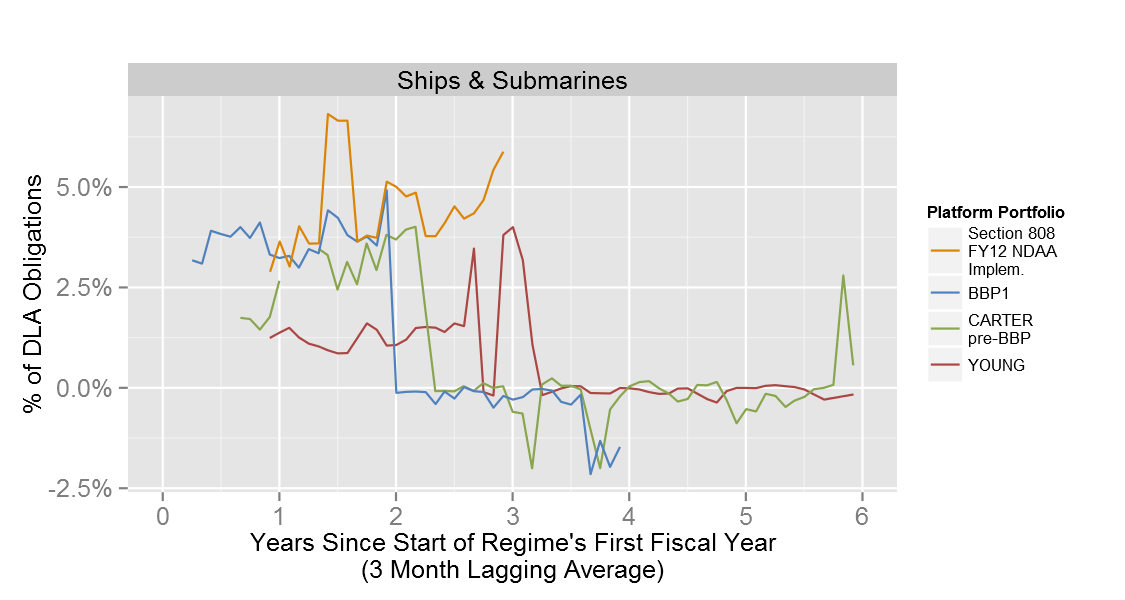 Ships & Submarines
% of DLA Obligations
5.0%
2.5%
0.0%
-2.5%
0 1 2 3 4 5 6
Years Since Start of Regime's First Fiscal Year
(3 Month Lagging Average)
Platform Portfolio
Section 808
FY12 NDAA
Implem.
BBP1
CARTER
pre-BBP
YOUNG